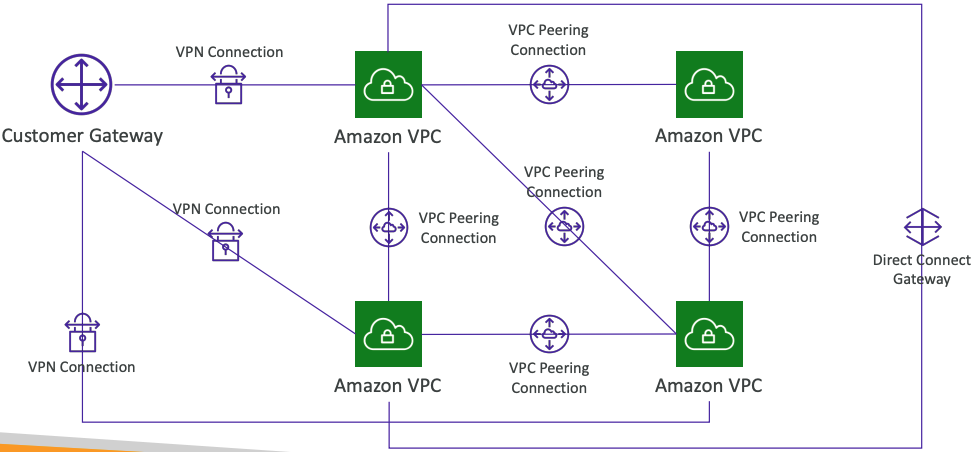 VPC Peering
Connection
VPN Connection
Customer Gateway
Amazon VPC
Amazon VPC
VPC Peering
Connection
VPN Connection
VPC Peering
Connection
VPC Peering
Connection
Direct Connect
Gateway
VPN Connection
VPC Peering
Connection
Amazon VPC
Amazon VPC